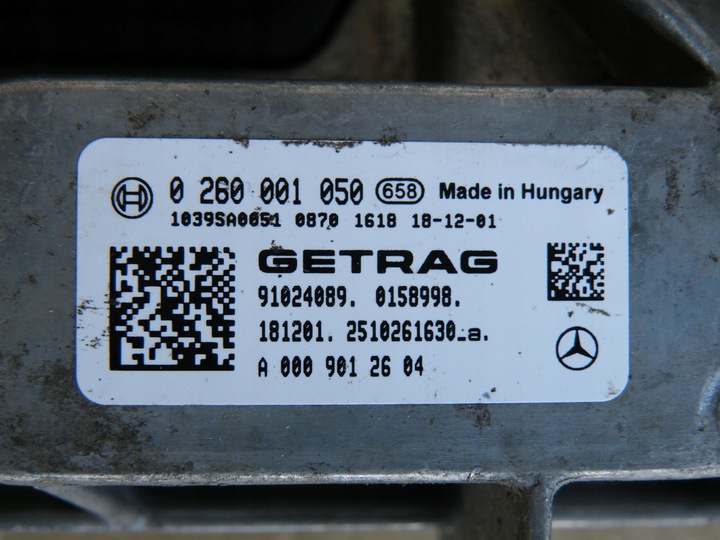 0 260 001 050 658 Made in Hungary
1039SA0051 0870 1618 18-12-01
GETRAG
91024089. 0158998.
181201. 2510261630_a.
A 000 901 26 04